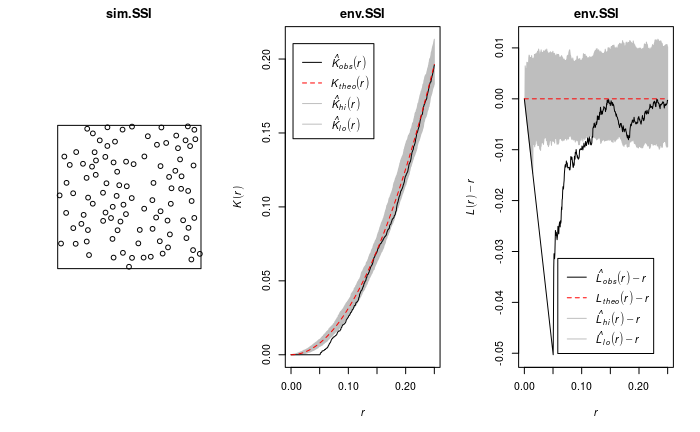 sim.SSI
env.SSI
env.SSI
K̂obs(r)
Ktheo(r)
K̂hi(r)
K̂lo(r)
K(r)
0.00
0.05
0.10
0.15
0.20
0.00
0.10
0.20
r
L̂obs(r) − r
Ltheo(r) − r
L̂hi(r) − r
L̂lo(r) − r
L(r) − r
0.01
0.00
-0.01
-0.02
-0.03
-0.04
-0.05
0.00
0.10
0.20
r